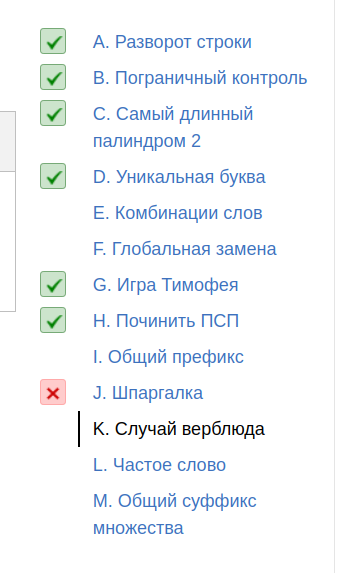 A. Разворот строки
B. Пограничный контроль
C. Самый длинный
палиндром 2
D. Уникальная буква
E. Комбинации слов
F. Глобальная замена
G. Игра Тимофея
H. Починить ПСП
I. Общий префикс
J. Шпаргалка
K. Случай верблюда
L. Частое слово
M. Общий суффикс
множества